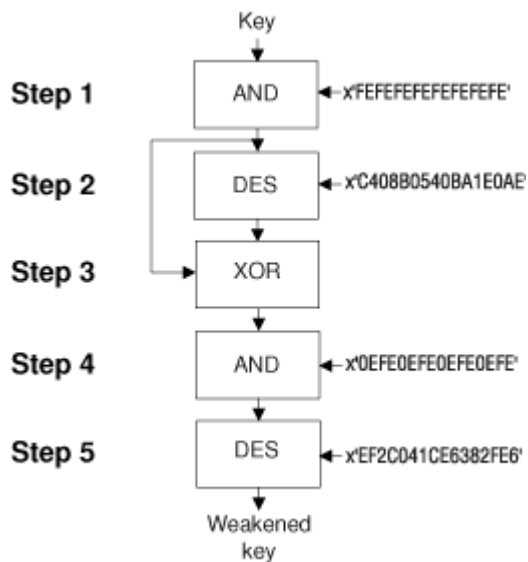 Key
Step 1
AND
x'FEFEFEFEFEFEFEFE'
Step 2
DES
x'C408B0540BA1E0AE'
Step 3
XOR
Step 4
AND
x'0EFE0EFE0EFE0EFE'
Step 5
DES
x'EF2C041CE6382FE6'
Weakened
key